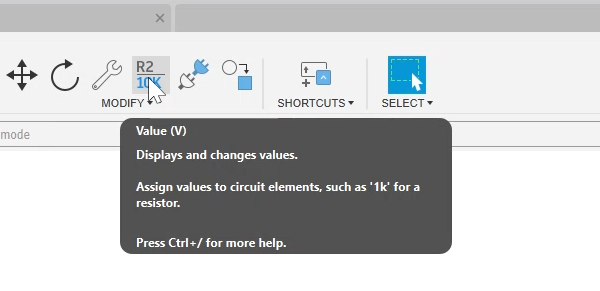 R2
10K
MODIFY
SHORTCUTS
SELECT
mode
Value (V)
Displays and changes values.
Assign values to circuit elements, such as '1k' for a
resistor.
Press Ctrl+/ for more help.